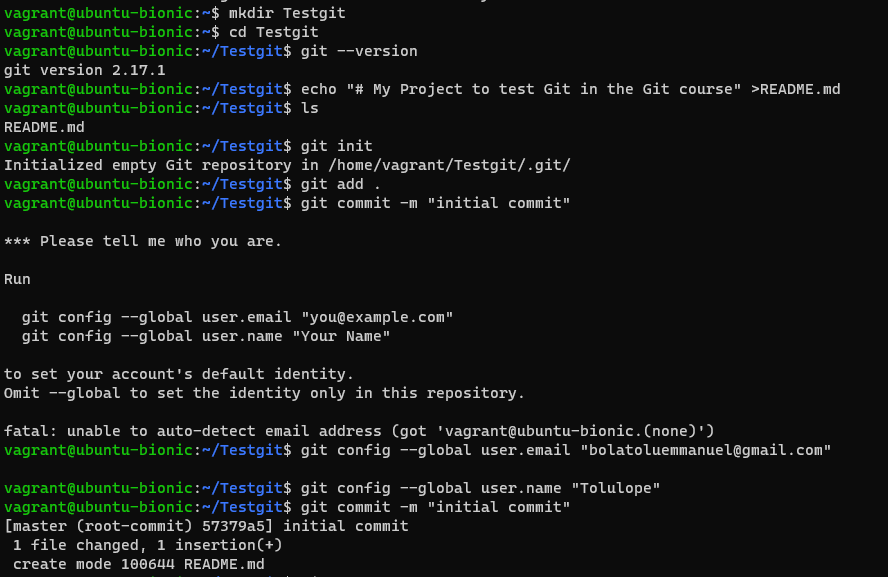 vagrant@ubuntu-bionic:~$ mkdir Testgit
vagrant@ubuntu-bionic:~$ cd Testgit
vagrant@ubuntu-bionic:~/Testgit$ git --version
git version 2.17.1
vagrant@ubuntu-bionic:~/Testgit$ echo "# My Project to test Git in the Git course" >README.md
vagrant@ubuntu-bionic:~/Testgit$ ls
README.md
vagrant@ubuntu-bionic:~/Testgit$ git init
Initialized empty Git repository in /home/vagrant/Testgit/.git/
vagrant@ubuntu-bionic:~/Testgit$ git add .
vagrant@ubuntu-bionic:~/Testgit$ git commit -m "initial commit"

*** Please tell me who you are.

Run

  git config --global user.email "you@example.com"
  git config --global user.name "Your Name"

to set your account's default identity.
Omit --global to set the identity only in this repository.

fatal: unable to auto-detect email address (got 'vagrant@ubuntu-bionic.(none)')
vagrant@ubuntu-bionic:~/Testgit$ git config --global user.email "bolatoluemmanuel@gmail.com"

vagrant@ubuntu-bionic:~/Testgit$ git config --global user.name "Tolulope"
vagrant@ubuntu-bionic:~/Testgit$ git commit -m "initial commit"
[master (root-commit) 57379a5] initial commit
 1 file changed, 1 insertion(+)
 create mode 100644 README.md